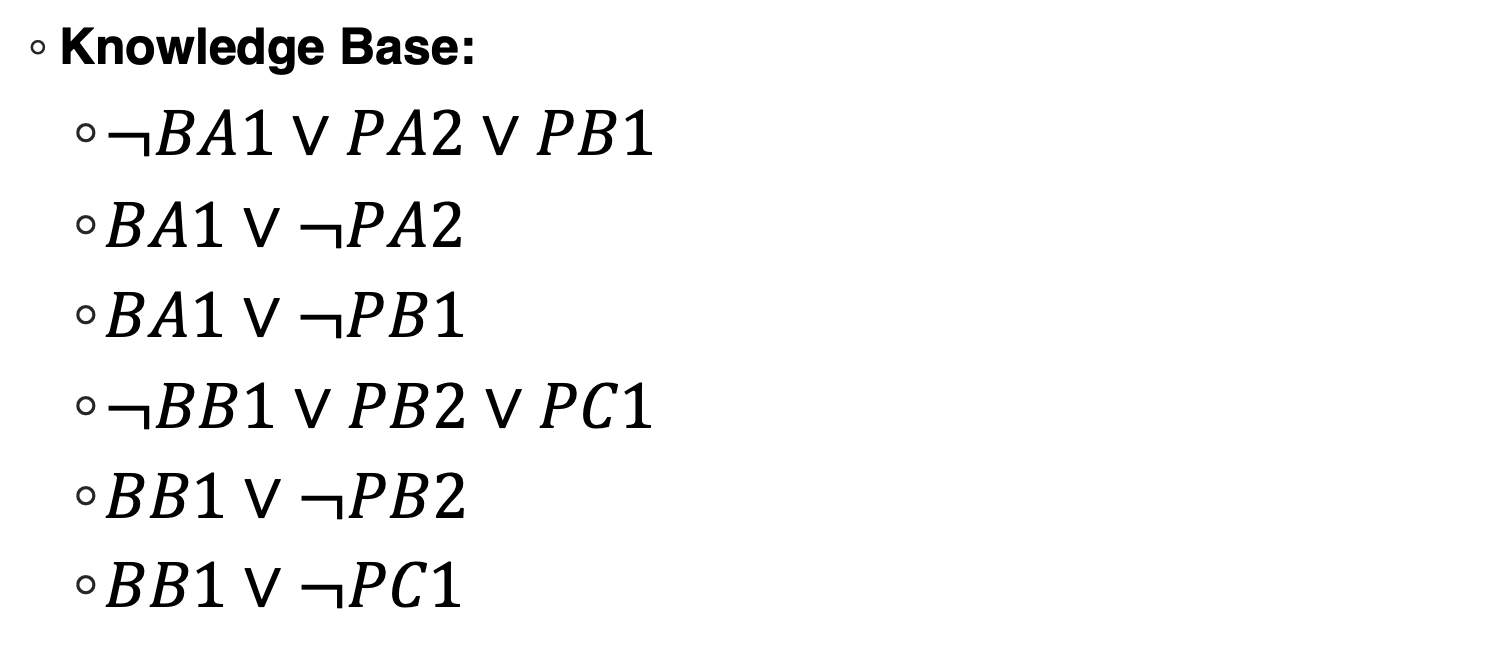 ◦ Knowledge Base:
◦ ¬BA1 ∨ PA2 ∨ PB1
◦ BA1 ∨ ¬PA2
◦ BA1 ∨ ¬PB1
◦ ¬BB1 ∨ PB2 ∨ PC1
◦ BB1 ∨ ¬PB2
◦ BB1 ∨ ¬PC1